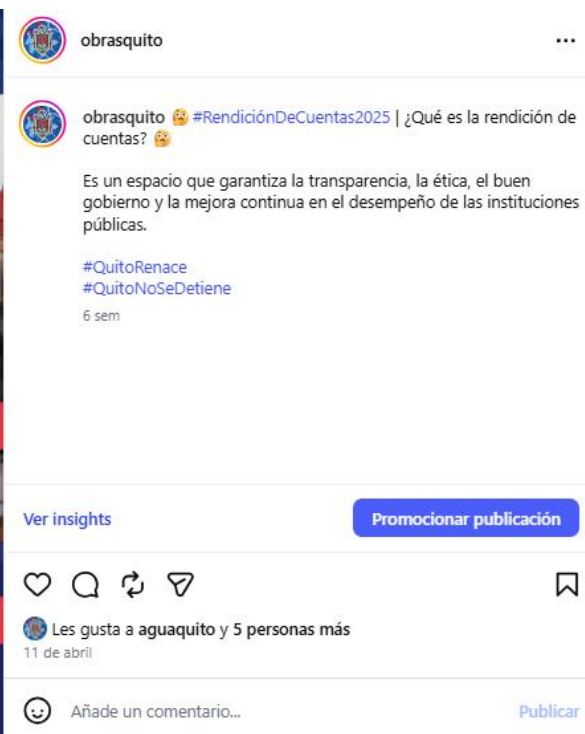 obrasquito
obrasquito 🤔 #RendiciónDeCuentas2025 | ¿Qué es la rendición de
cuentas? 🤔
Es un espacio que garantiza la transparencia, la ética, el buen
gobierno y la mejora continua en el desempeño de las instituciones
públicas.
#QuitoRenace
#QuitoNoSeDetiene
6 sem
Ver insights
Promocionar publicación
Les gusta a aguaquito y 5 personas más
11 de abril
Añade un comentario...
Publicar